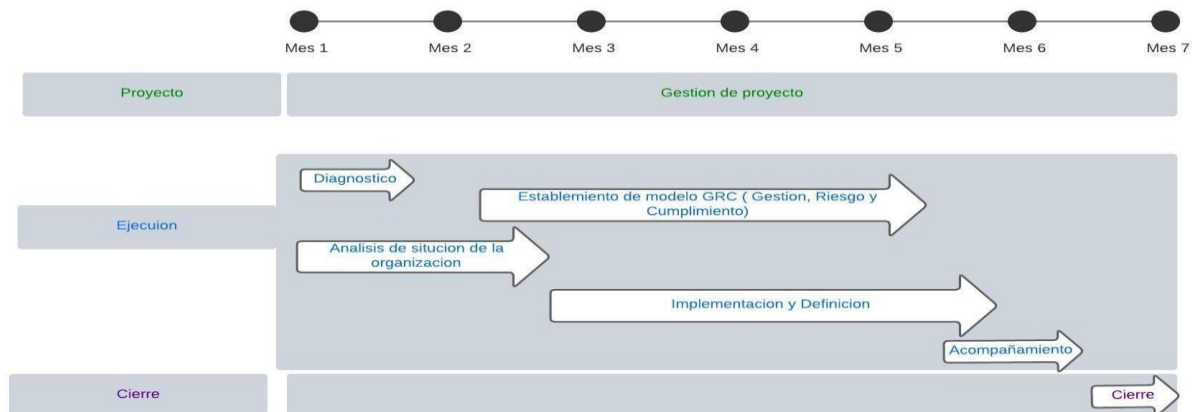 Mes 1
Mes 2
Mes 3
Mes 4
Mes 5
Mes 6
Mes 7
Proyecto
Gestion de proyecto
Diagnostico
Establemiento de modelo GRC ( Gestion, Riesgo y
Cumplimiento)
Ejecuion
Analisis de situcion de la
organizacion
Implementacion y Definicion
Acompañamiento
Cierre
Cierre